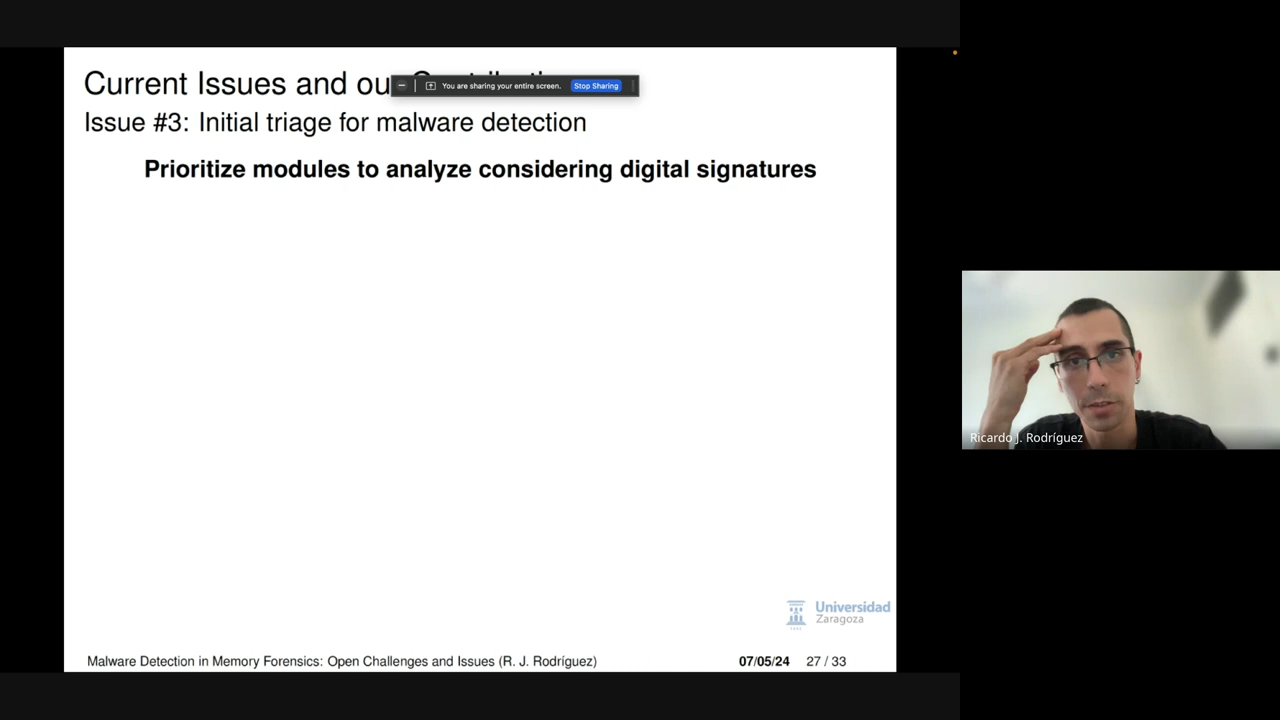 Current Issues and ou
You are sharing your entire screen. Stop Sharing
Issue #3: Initial triage for malware detection
Prioritize modules to analyze considering digital signatures
Ricardo J. Rodríguez
Universidad
Zaragoza
Malware Detection in Memory Forensics: Open Challenges and Issues (R. J. Rodríguez) 07/05/24 27 / 33